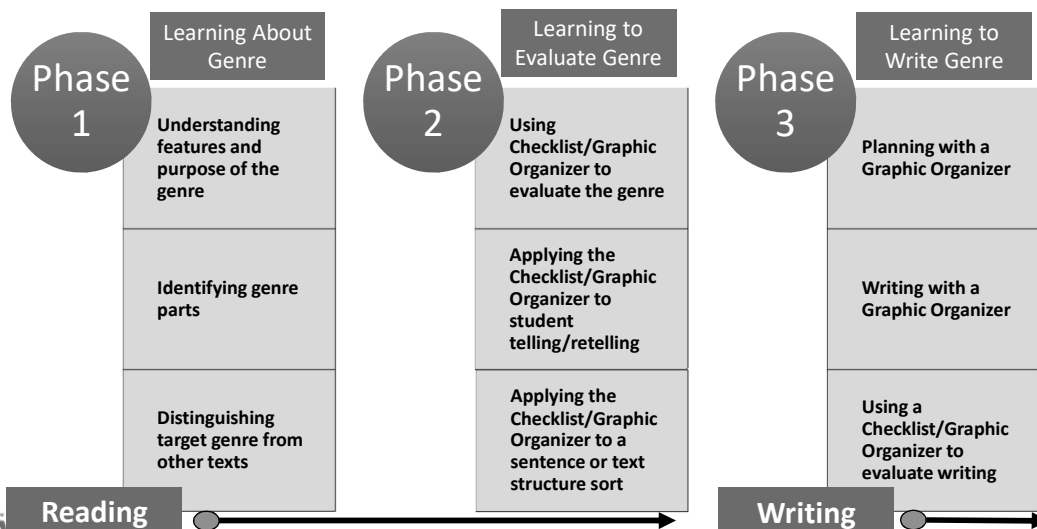 Phase
1
Learning About
Genre
Understanding
features and
purpose of the
genre
Identifying genre
parts
Distinguishing
target genre from
other texts
Phase
2
Learning to
Evaluate Genre
Using
Checklist/Graphic
Organizer to
evaluate the genre
Applying the
Checklist/Graphic
Organizer to
student
telling/retelling
Applying the
Checklist/Graphic
Organizer to a
sentence or text
structure sort
Phase
3
Learning to
Write Genre
Planning with a
Graphic Organizer
Writing with a
Graphic Organizer
Using a
Checklist/Graphic
Organizer to
evaluate writing
Reading
Writing